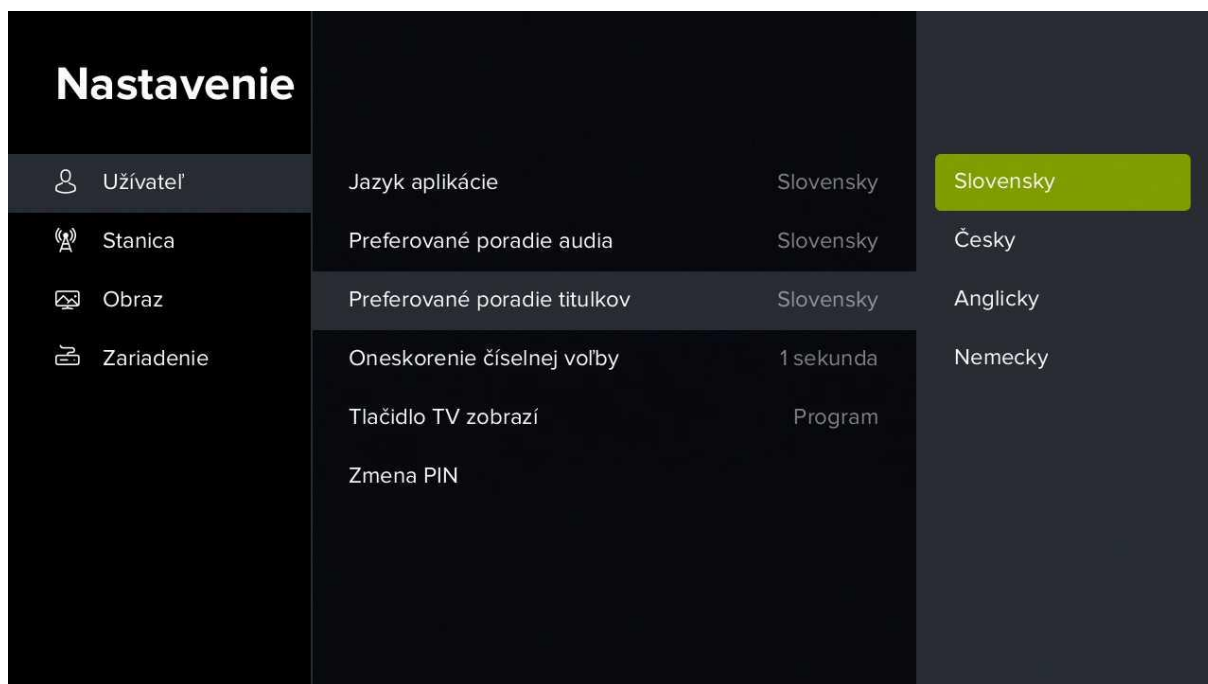 Nastavenie
Užívateľ
Stanica
Obraz
Zariadenie
Jazyk aplikácie Slovensky
Preferované poradie audia Slovensky
Preferované poradie titulkov Slovensky
Oneskorenie číselnej voľby 1 sekunda
Tlačidlo TV zobrazí Program
Zmena PIN
Slovensky
Česky
Anglicky
Nemecky